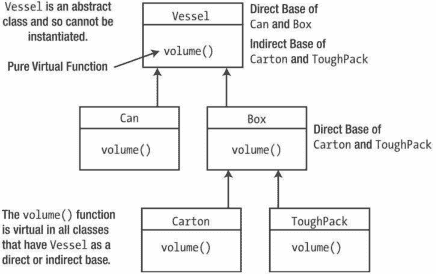 Vessel is an abstract
class and so cannot be
instantiated.
Pure Virtual Function
Vessel
volume()
Direct Base of
Can and Box
Indirect Base of
Carton and ToughPack
Can
volume()
Box
volume()
Direct Base of
Carton and ToughPack
The volume() function
is virtual in all classes
that have Vessel as a
direct or indirect base.
Carton
volume()
ToughPack
volume()